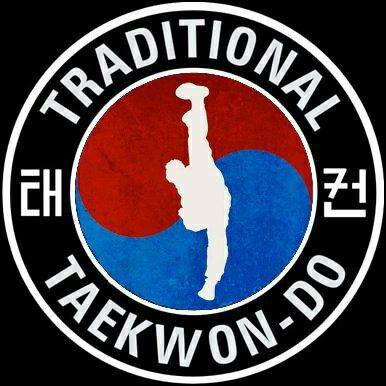 TRADITIONAL
태 권
TAEKWON-DO